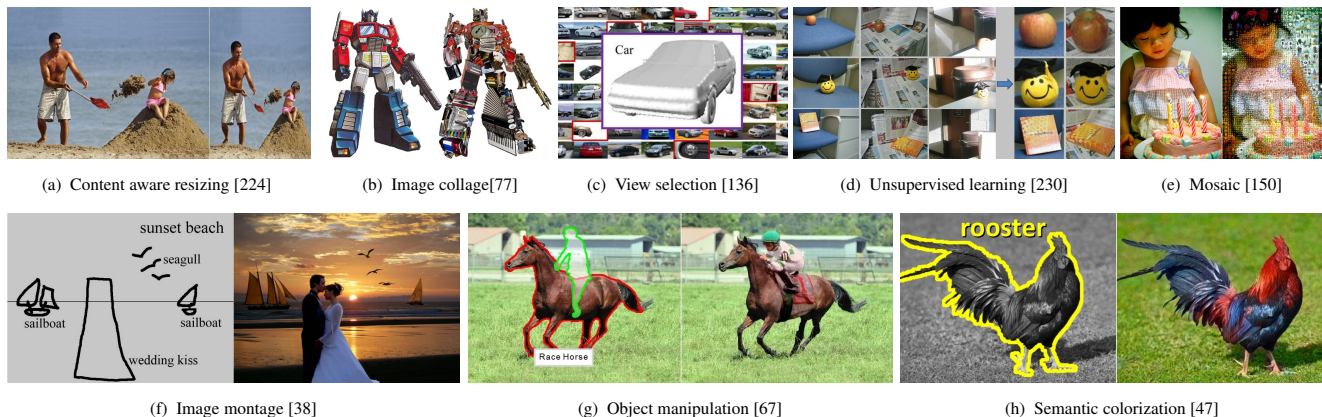 Car
(a) Content aware resizing [224]
(b) Image collage[77]
(c) View selection [136]
(d) Unsupervised learning [230]
(e) Mosaic [150]
sunset beach
seagull
sailboat
sailboat
wedding kiss
Race Horse
rooster
(f) Image montage [38]
(g) Object manipulation [67]
(h) Semantic colorization [47]